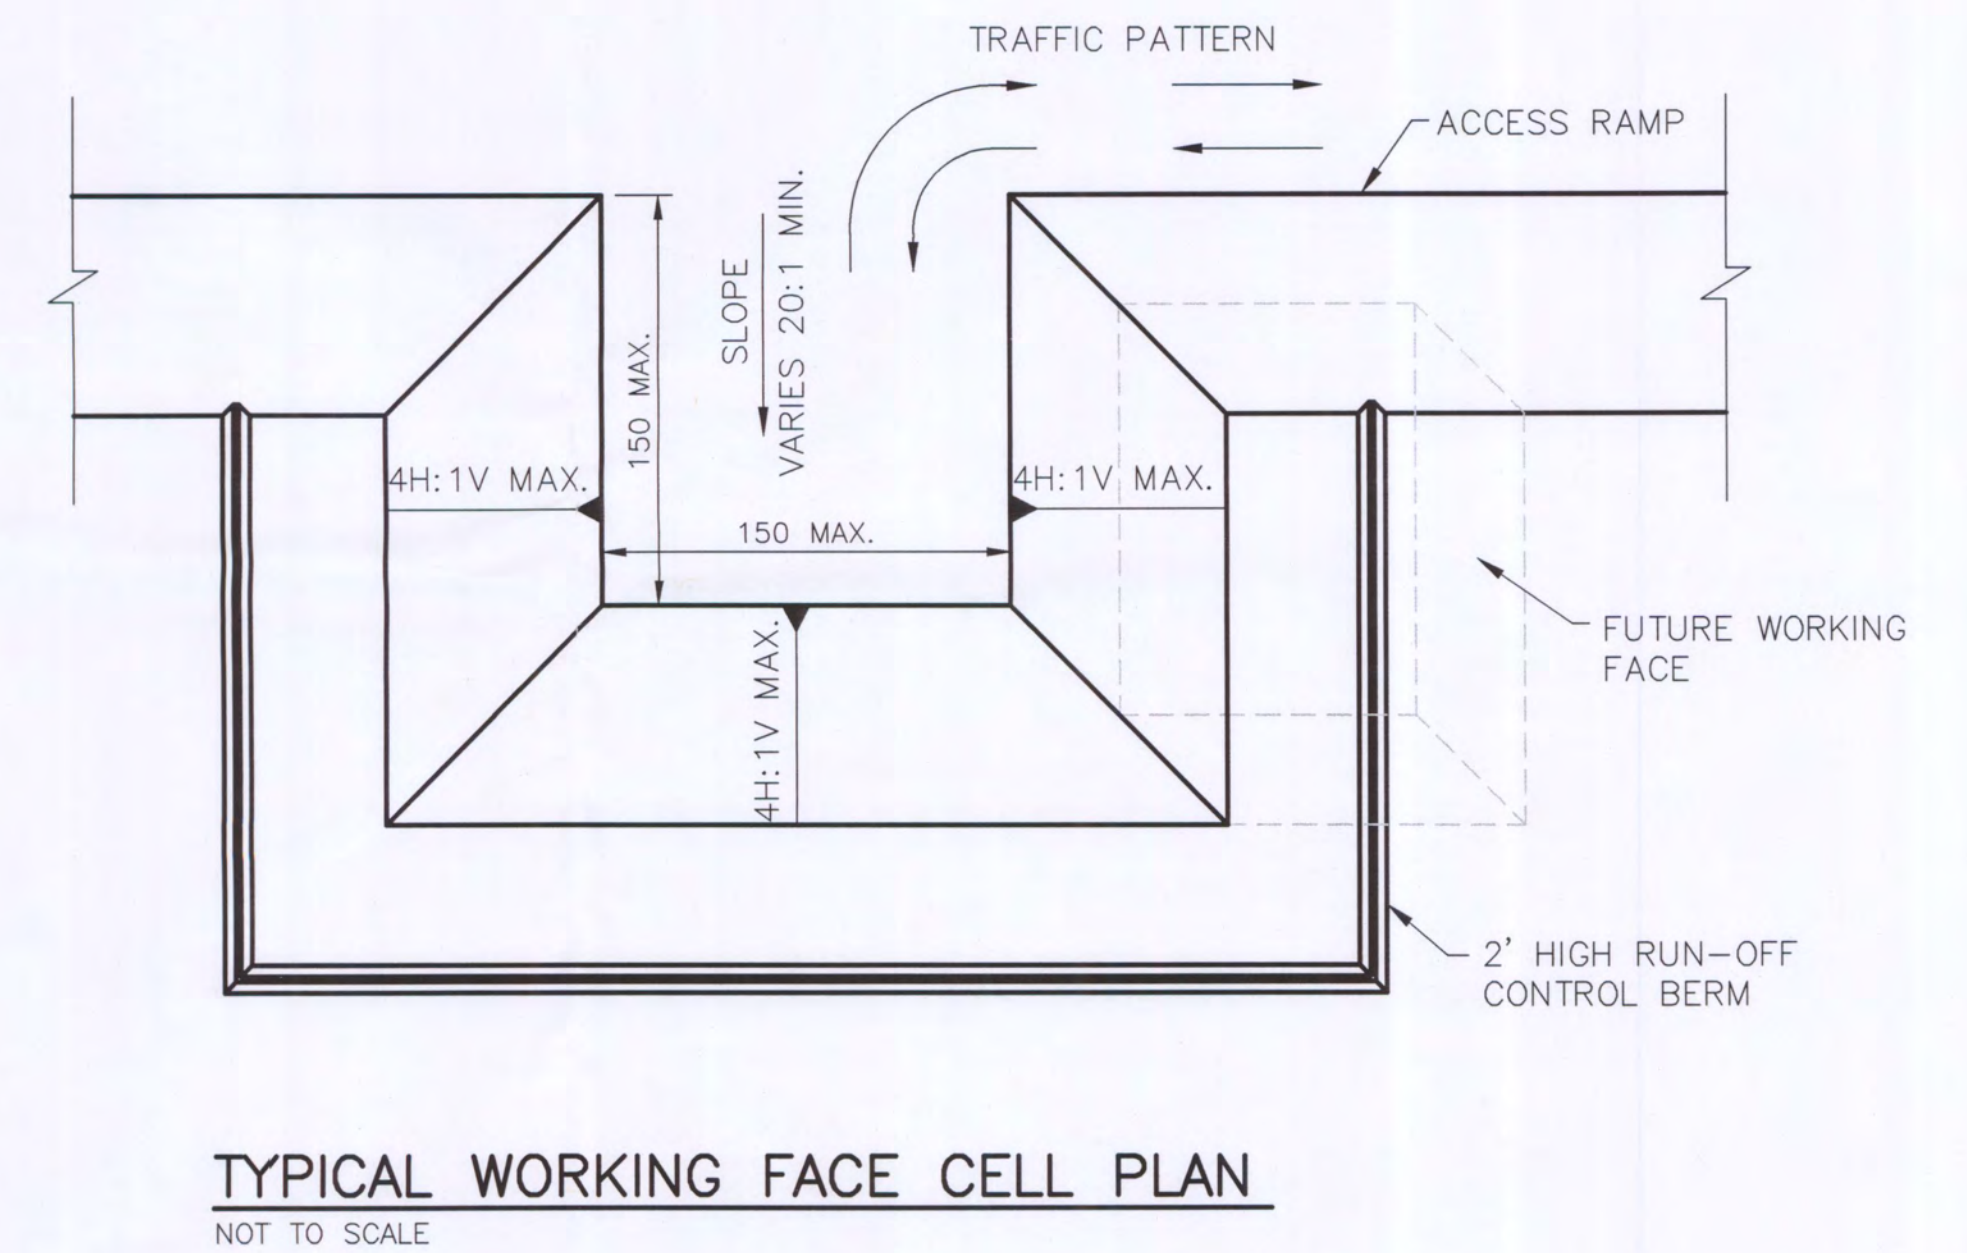 TRAFFIC PATTERN
ACCESS RAMP
SLOPE
VARIES 20:1 MIN.
150 MAX.
4H:1V MAX.
4H:1V MAX.
150 MAX.
4H:1V MAX.
FUTURE WORKING
FACE
2' HIGH RUN-OFF
CONTROL BERM
TYPICAL WORKING FACE CELL PLAN
NOT TO SCALE